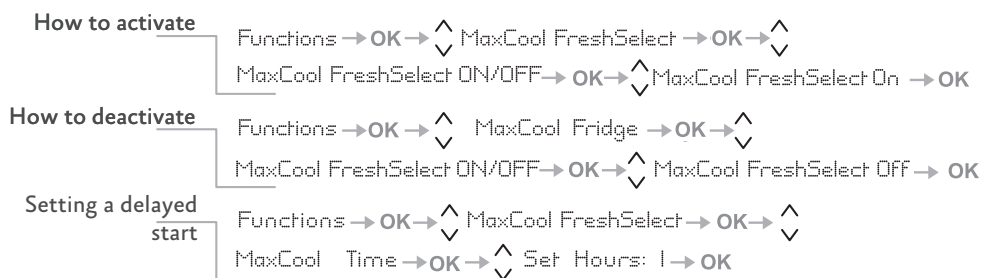 How to activate
Functions → OK → MaxCool FreshSelect → OK →
MaxCool FreshSelect ON/OFF → OK → MaxCool FreshSelect On → OK
How to deactivate
Functions → OK → MaxCool Fridge → OK →
MaxCool FreshSelect ON/OFF → OK → MaxCool FreshSelect Off → OK
Setting a delayed
start
Functions → OK → MaxCool FreshSelect → OK →
MaxCool Time → OK → Set Hours: 1 → OK